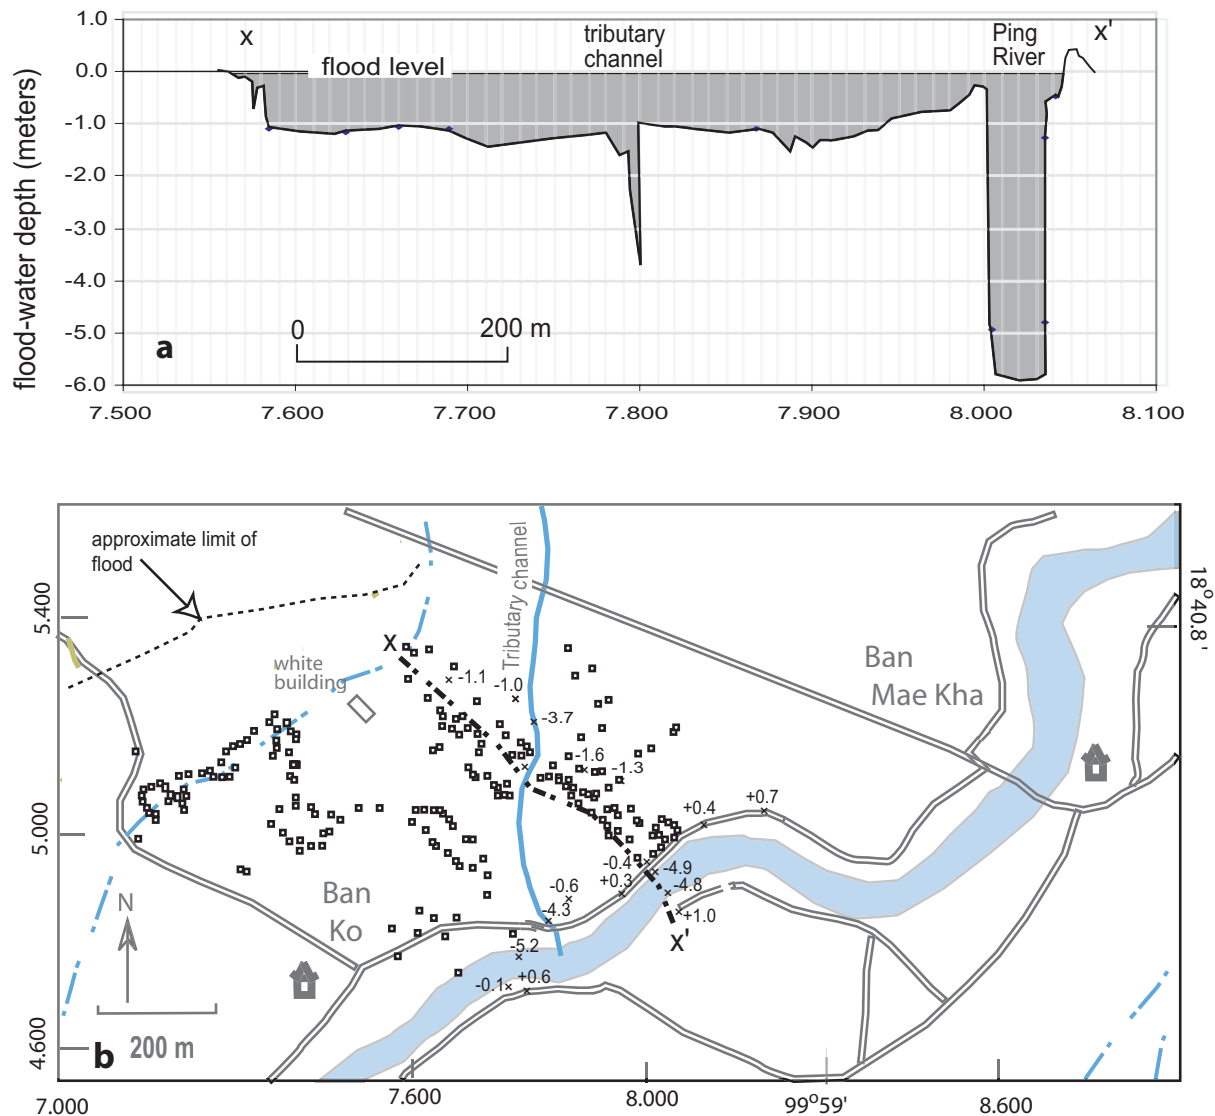 1.0
x
tributary
channel
Ping
River
x'
0.0
flood level
-1.0
-2.0
-3.0
-4.0
-5.0
-6.0
flood-water depth (meters)
a
0
200 m
7.500
7.600
7.700
7.800
7.900
8.000
8.100
approximate limit of
flood
5.400
5.000
4.600
18°40.8'
Tributary channel
X
white
building
-1.1
-1.0
-3.7
-1.6
-1.3
Ban
Mae Kha
+0.4
+0.7
-0.4
-4.9
+0.3
-4.8
-0.6
-4.3
+1.0
X'
Ban
Ko
-5.2
-0.1
+0.6
N
200 m
b
7.000
7.600
8.000
99°59'
8.600